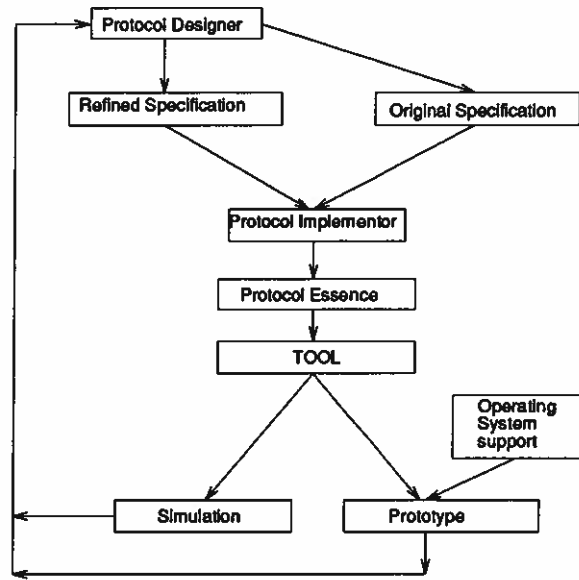 Protocol Designer
Refined Specification
Original Specification
Protocol Implementor
Protocol Essence
TOOL
Operating
System
support
Simulation
Prototype